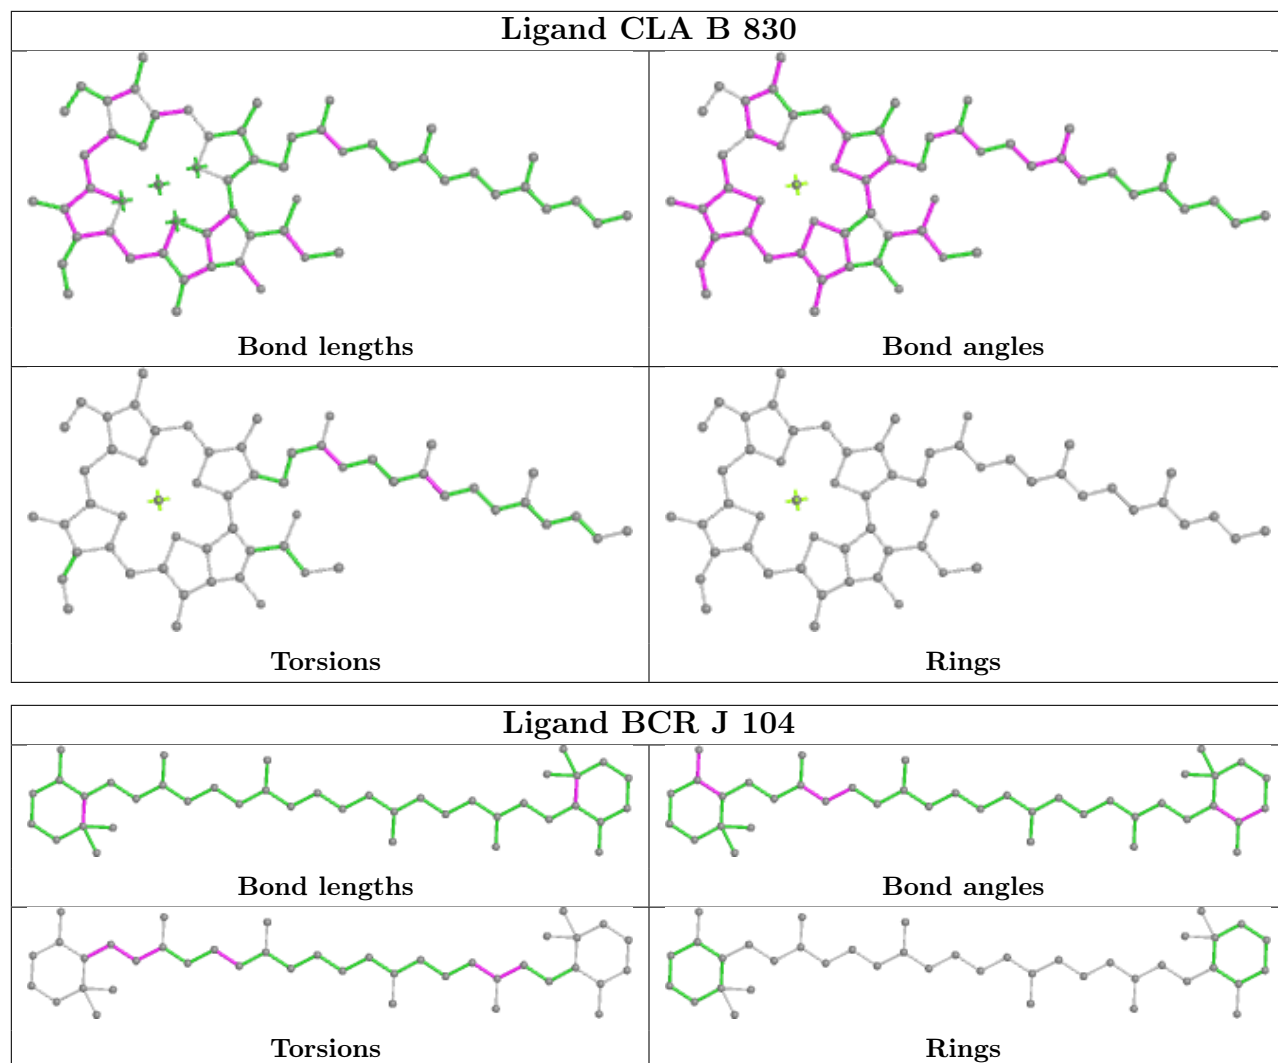 Ligand CLA B 830
Bond lengths
Bond angles
Torsions
Rings
Ligand BCR J 104
Bond lengths
Bond angles
Torsions
Rings